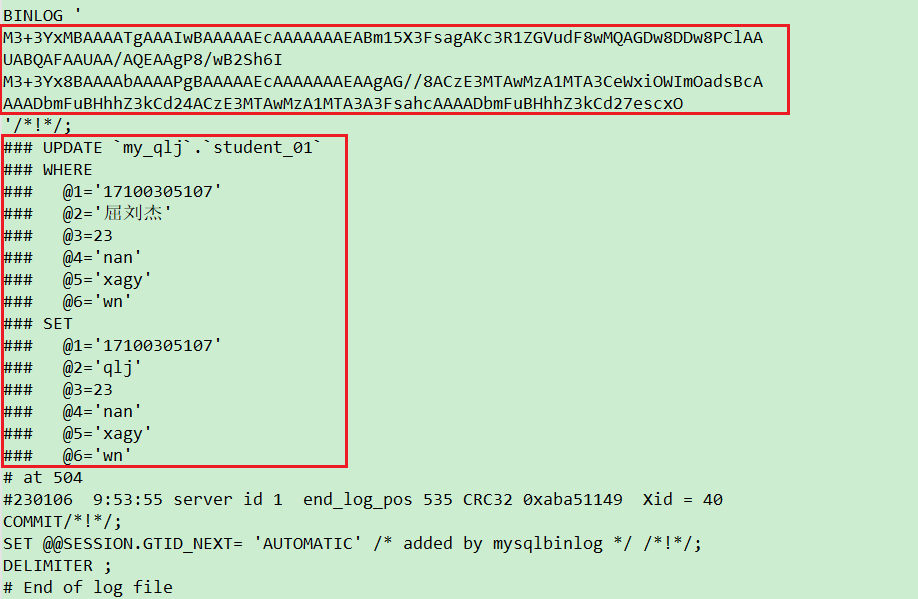 BINLOG '
M3+3YxMBAAAATgAAAIwBAAAAAEcAAAAAAAEABm15X3FsagAKc3R1ZGVudF8wMQAGDw8DDw8PClAA
UABQAFAAUAA/AQEAAgP8/wB2Sh6I
M3+3Yx8BAAAAbAAAAPgBAAAAAEcAAAAAAAEAAgAG//8ACzE3MTAwMzA1MTA3CeWxiOWImOadsBcA
AAADbmFuBHhhZ3kCd24ACzE3MTAwMzA1MTA3A3FsahcAAAADbmFuBHhhZ3kCd27escxO
'/*!*/;
### UPDATE `my_qlj`.`student_01`
### WHERE
###   @1='17100305107'
###   @2='屈刘杰'
###   @3=23
###   @4='nan'
###   @5='xagy'
###   @6='wn'
### SET
###   @1='17100305107'
###   @2='qlj'
###   @3=23
###   @4='nan'
###   @5='xagy'
###   @6='wn'
# at 504
#230106  9:53:55 server id 1  end_log_pos 535 CRC32 0xaba51149  Xid = 40
COMMIT/*!*/;
SET @@SESSION.GTID_NEXT= 'AUTOMATIC' /* added by mysqlbinlog */ /*!*/;
DELIMITER ;
# End of log file